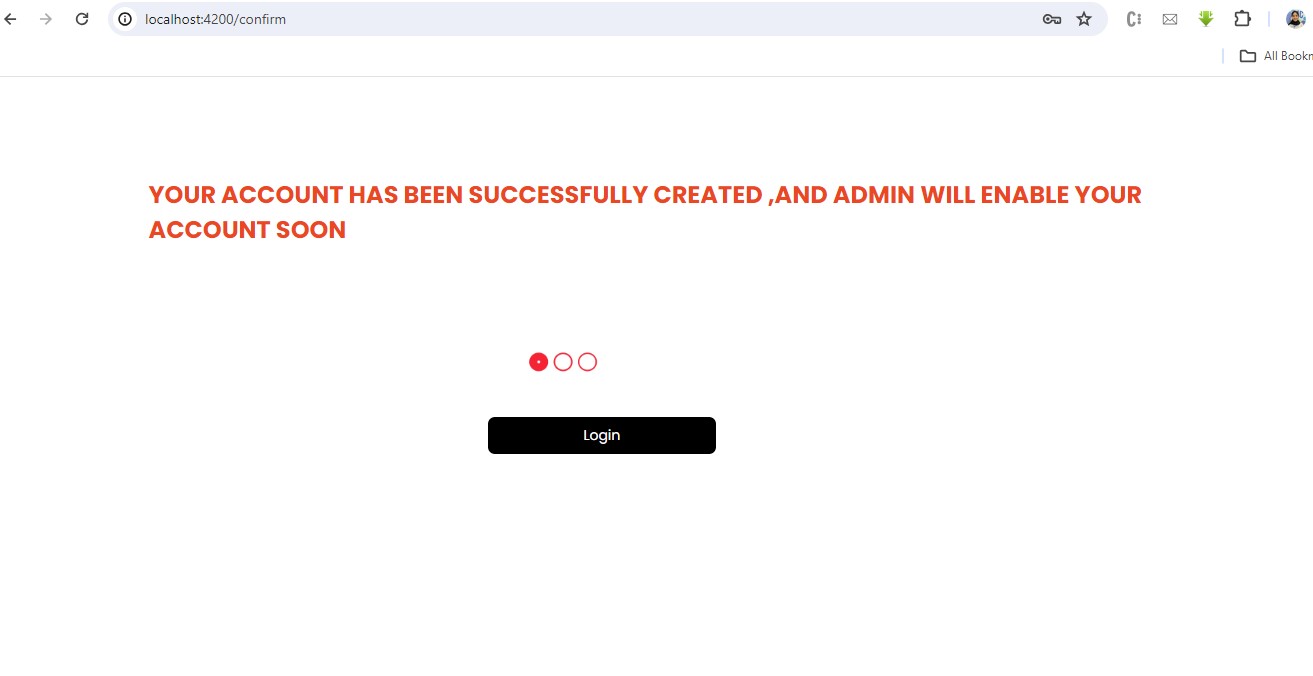 localhost:4200/confirm
All Bookm
YOUR ACCOUNT HAS BEEN SUCCESSFULLY CREATED ,AND ADMIN WILL ENABLE YOUR
ACCOUNT SOON
Login